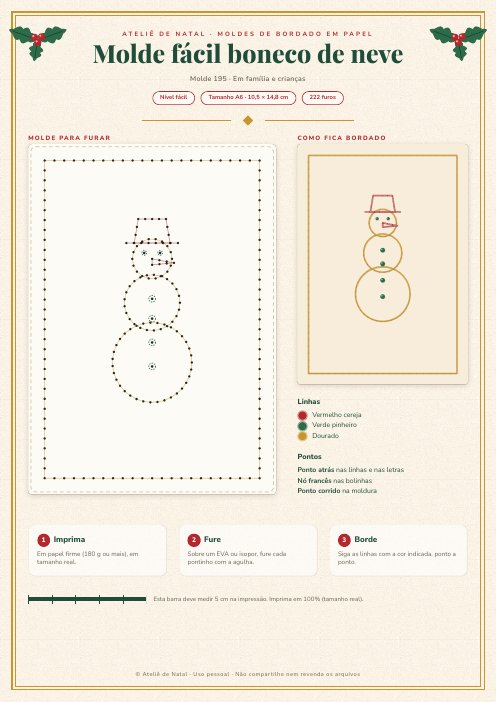 ATELIÊ DE NATAL · MOLDES DE BORDADO EM PAPEL
Molde fácil boneco de neve
Molde 195 · Em família e crianças
Nível fácil
Tamanho A6 · 10,5 × 14,8 cm
222 furos
MOLDE PARA FURAR
COMO FICA BORDADO
Linhas
Vermelho cereja
Verde pinheiro
Dourado
Pontos
Ponto atrás nas linhas e nas letras
Nó francês nas bolinhas
Ponto corrido na moldura
1 Imprima
Em papel firme (180 g ou mais), em
tamanho real.
2 Fure
Sobre um EVA ou isopor, fure cada
pontinho com a agulha.
3 Borde
Siga as linhas com a cor indicada, ponto a
ponto.
Esta barra deve medir 5 cm na impressão. Imprima em 100% (tamanho real).
© Ateliê de Natal · Uso pessoal · Não compartilhe nem revenda os arquivos